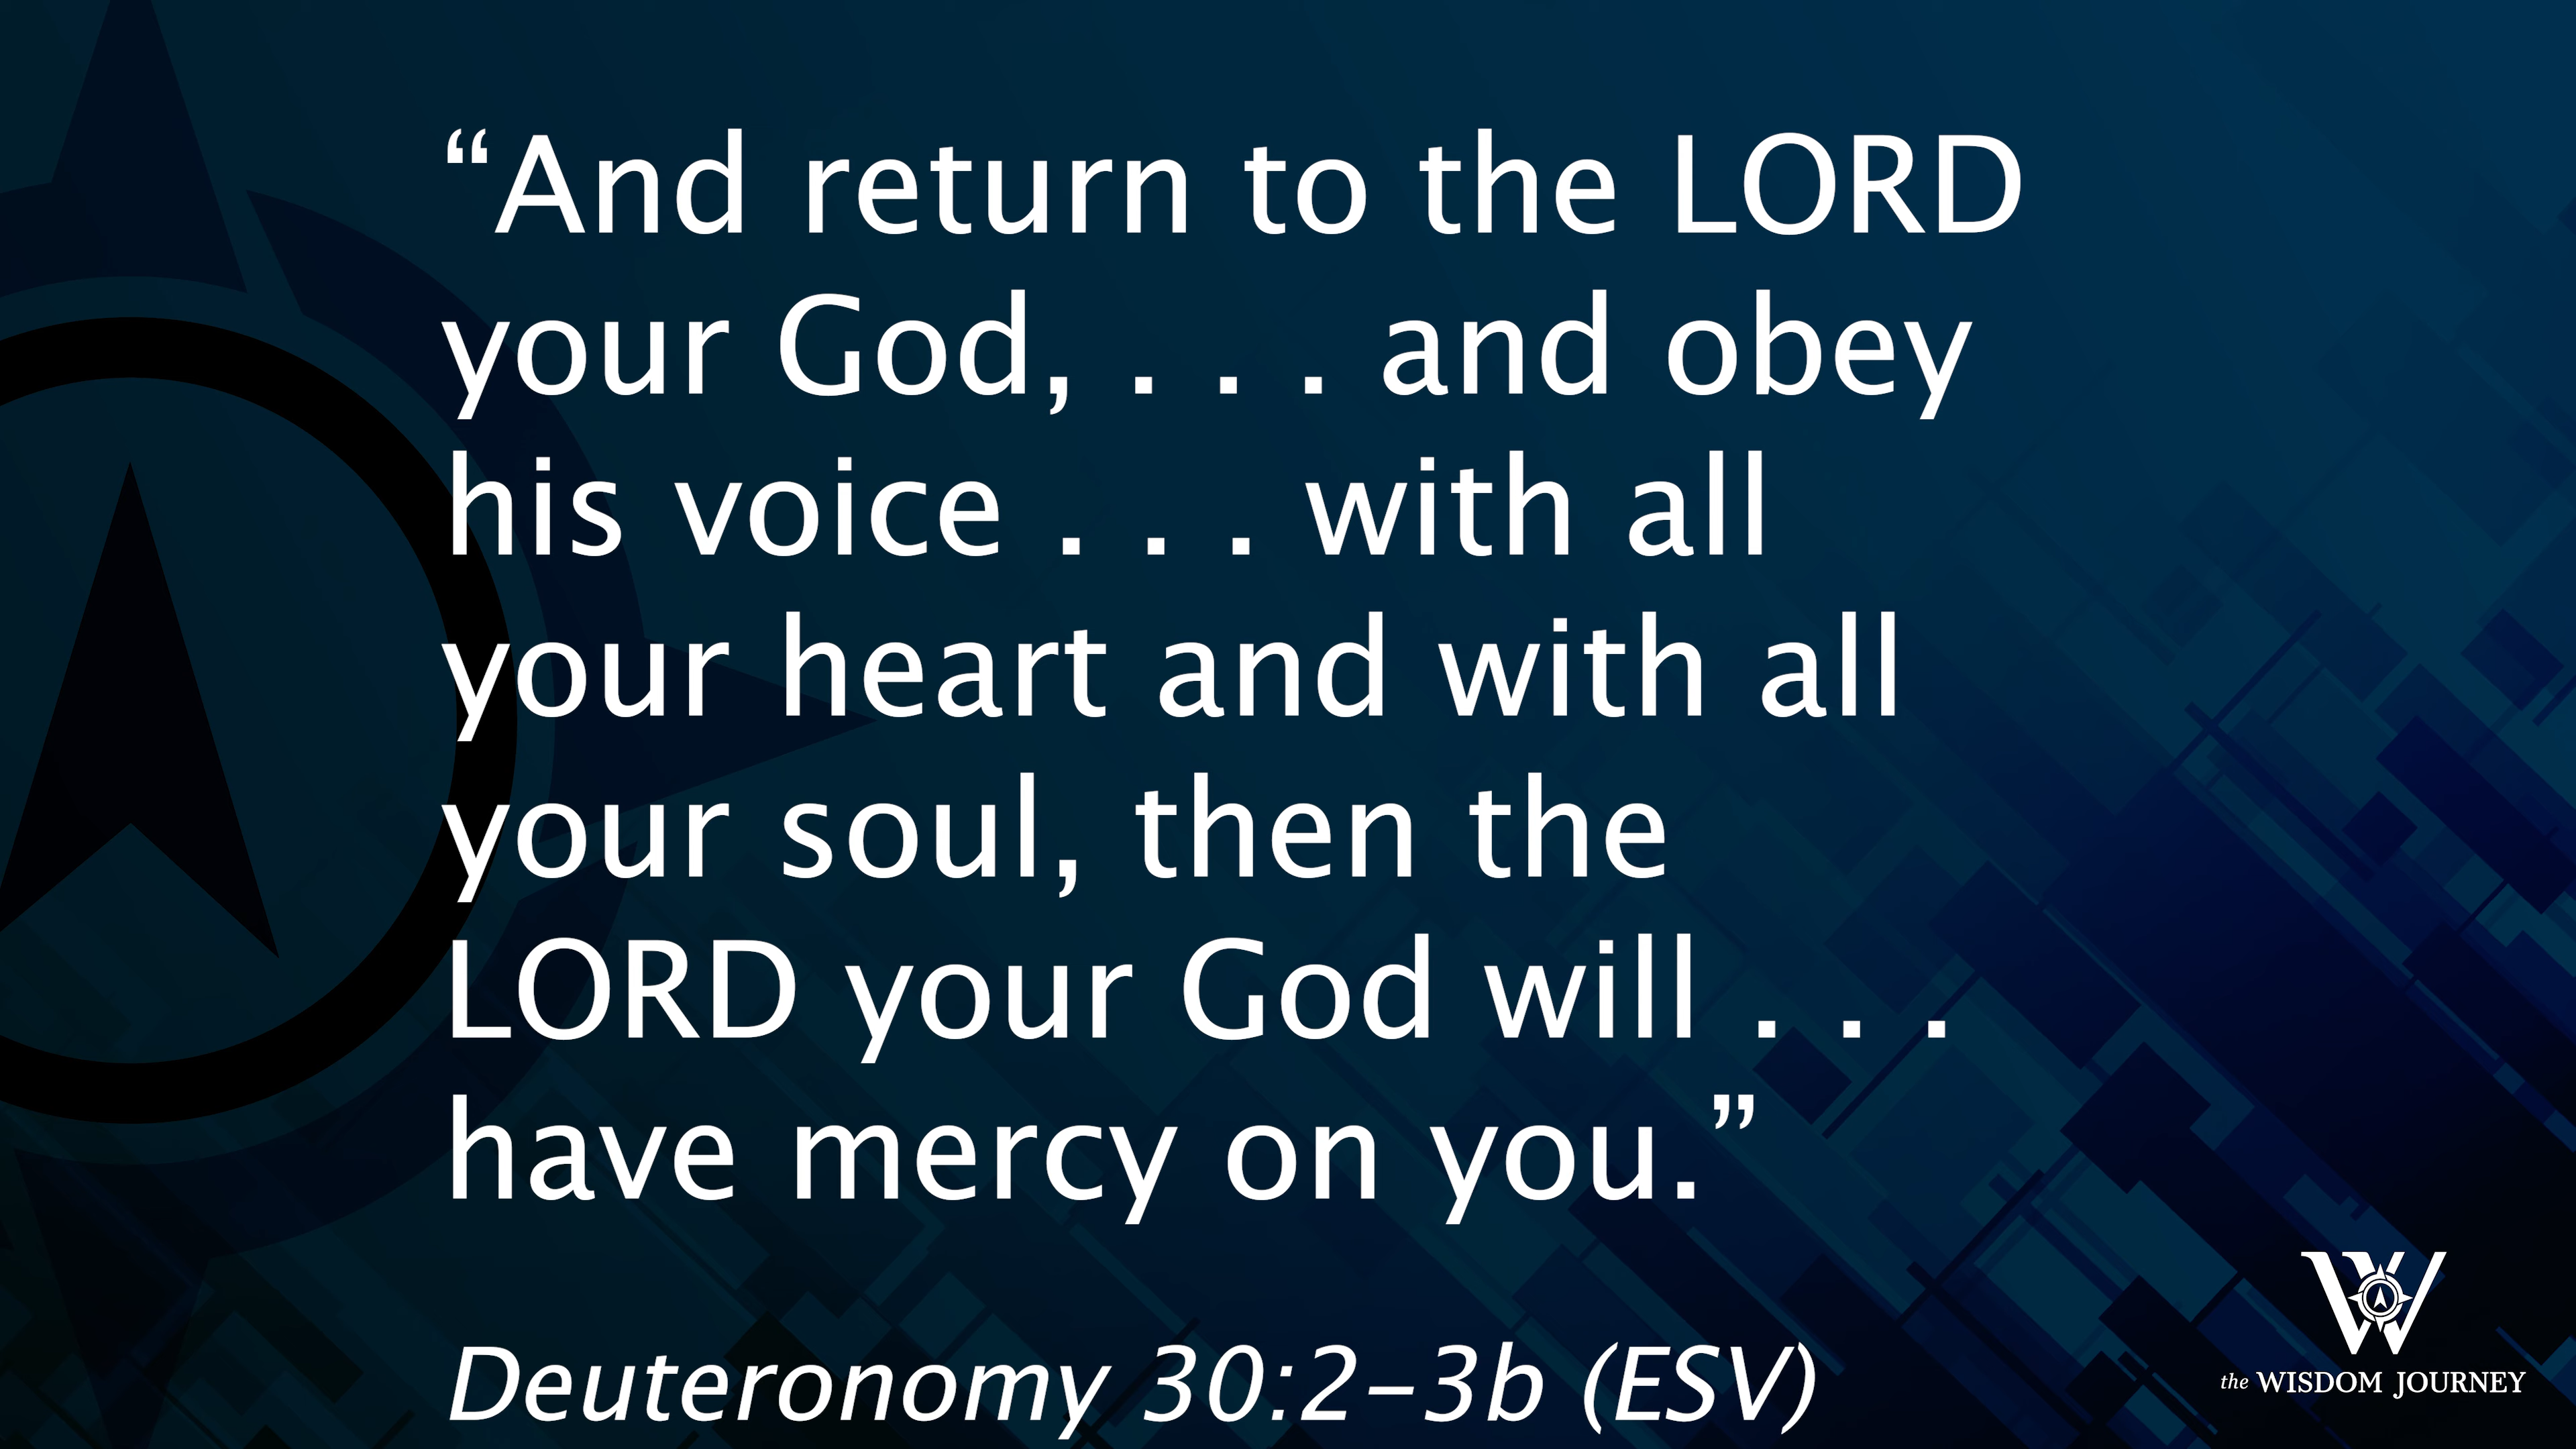 “And return to the LORD
your God, . . . and obey
his voice . . . with all
your heart and with all
your soul, then the
LORD your God will . . .
have mercy on you.”
Deuteronomy 30:2–3b (ESV)
W
the WISDOM JOURNEY